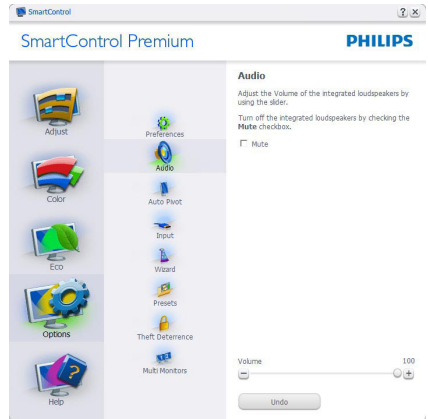 SmartControl
SmartControl Premium
PHILIPS
Adjust
Color
Eco
Options
Help
Preferences
Audio
Auto Pivot
Input
Wizard
Presets
Theft Deterrence
Multi Monitors
Audio
Adjust the Volume of the integrated loudspeakers by
using the slider.
Turn off the integrated loudspeakers by checking the
Mute checkbox.
Mute
Volume 100
Undo